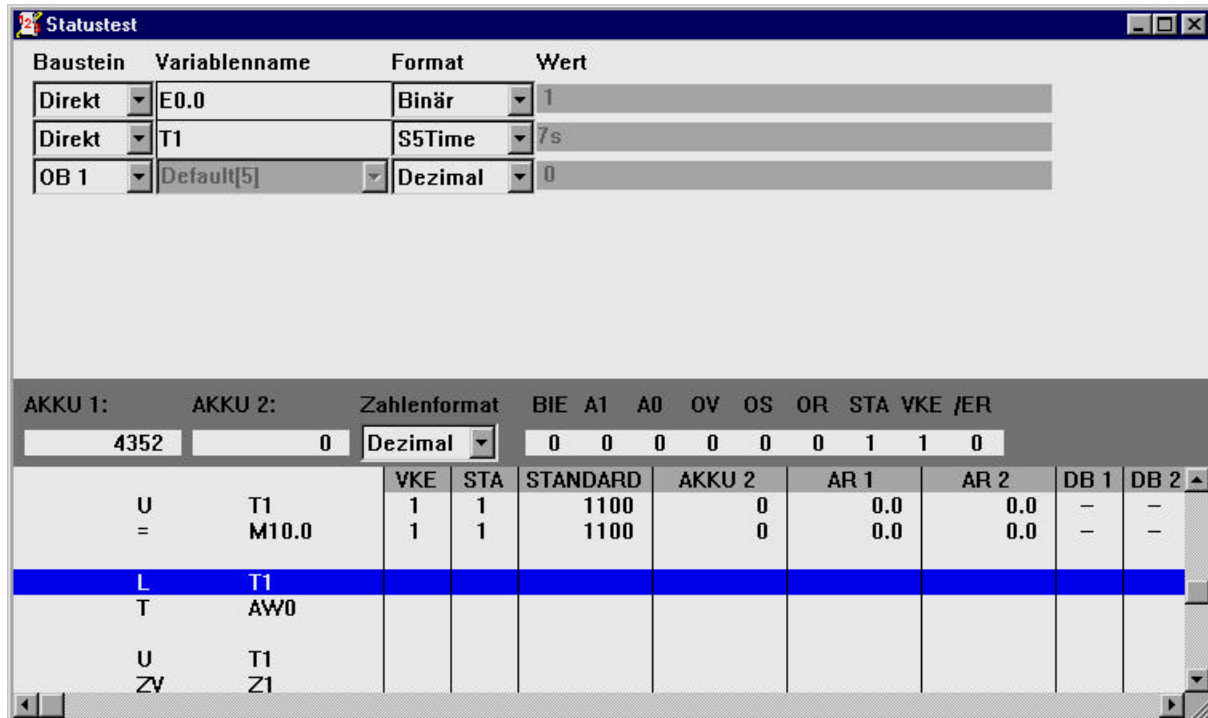 Statustest
Baustein Variablenname Format Wert
Direkt E0.0 Binär 1
Direkt T1 S5Time 7s
OB 1 Default[5] Dezimal 0
AKKU 1: AKKU 2: Zahlenformat BIE A1 A0 OV OS OR STA VKE /ER
4352 0 Dezimal 0 0 0 0 0 0 1 1 0
VKE STA STANDARD AKKU 2 AR 1 AR 2 DB 1 DB 2
U T1 1 1 1100 0 0.0 0.0 – –
= M10.0 1 1 1100 0 0.0 0.0 – –
L T1
T AW0
U T1
ZV Z1